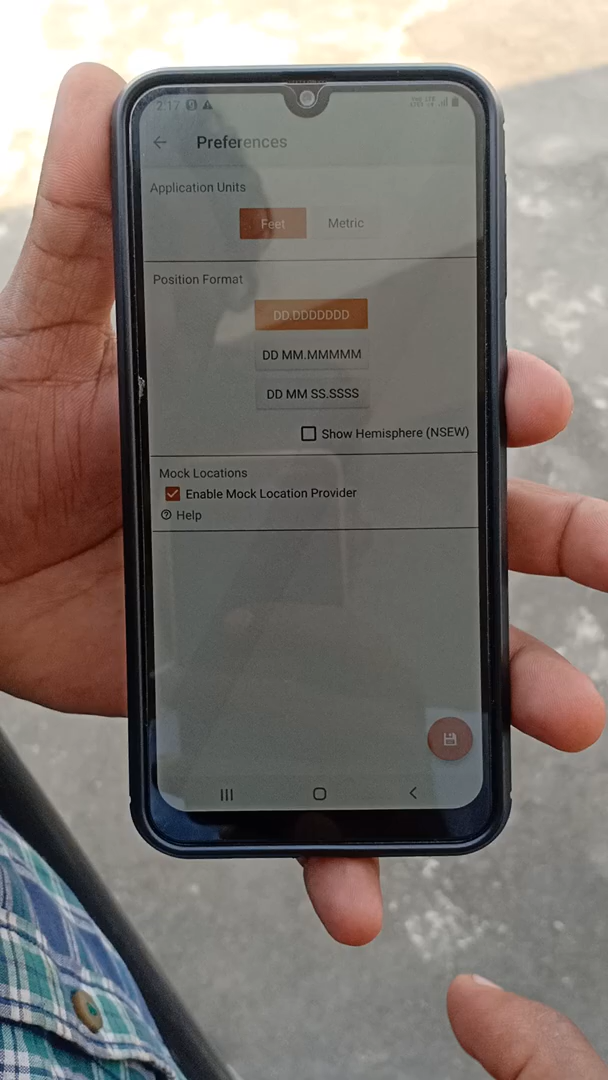 2:17
Preferences
Application Units
Feet Metric
Position Format
DD.DDDDDDD
DD MM.MMMMM
DD MM SS.SSSS
Show Hemisphere (NSEW)
Mock Locations
Enable Mock Location Provider
Help